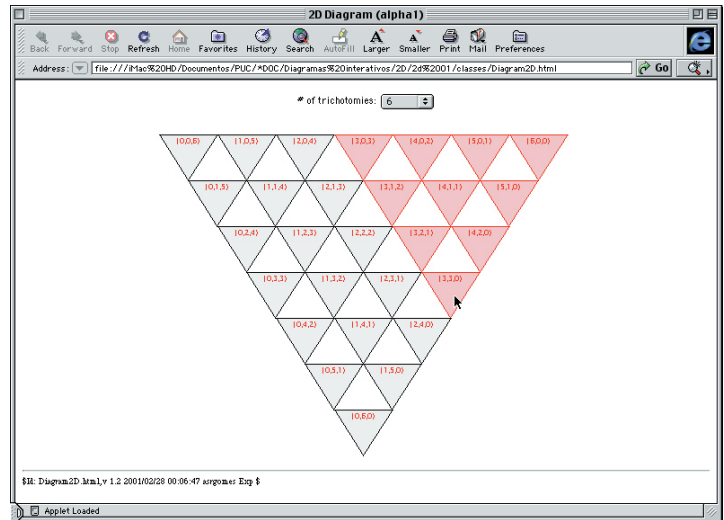 2D Diagram (alpha1)
Back Forward Stop Refresh Home Favorites History Search AutoFill Larger Smaller Print Mail Preferences
Address: file:///iMac%20HD/Documentos/PUC/*DOC/Diagramas%20interativos/2D/2d%2001/classes/Diagram2D.html Go
# of trichotomies: 6
(0,0,6) (1,0,5) (2,0,4) (3,0,3) (4,0,2) (5,0,1) (6,0,0)
(0,1,5) (1,1,4) (2,1,3) (3,1,2) (4,1,1) (5,1,0)
(0,2,4) (1,2,3) (2,2,2) (3,2,1) (4,2,0)
(0,3,3) (1,3,2) (2,3,1) (3,3,0)
(0,4,2) (1,4,1) (2,4,0)
(0,5,1) (1,5,0)
(0,6,0)
$Id: Diagram2D.html,v 1.2 2001/02/28 00:06:47 asrgomes Exp $
Applet Loaded